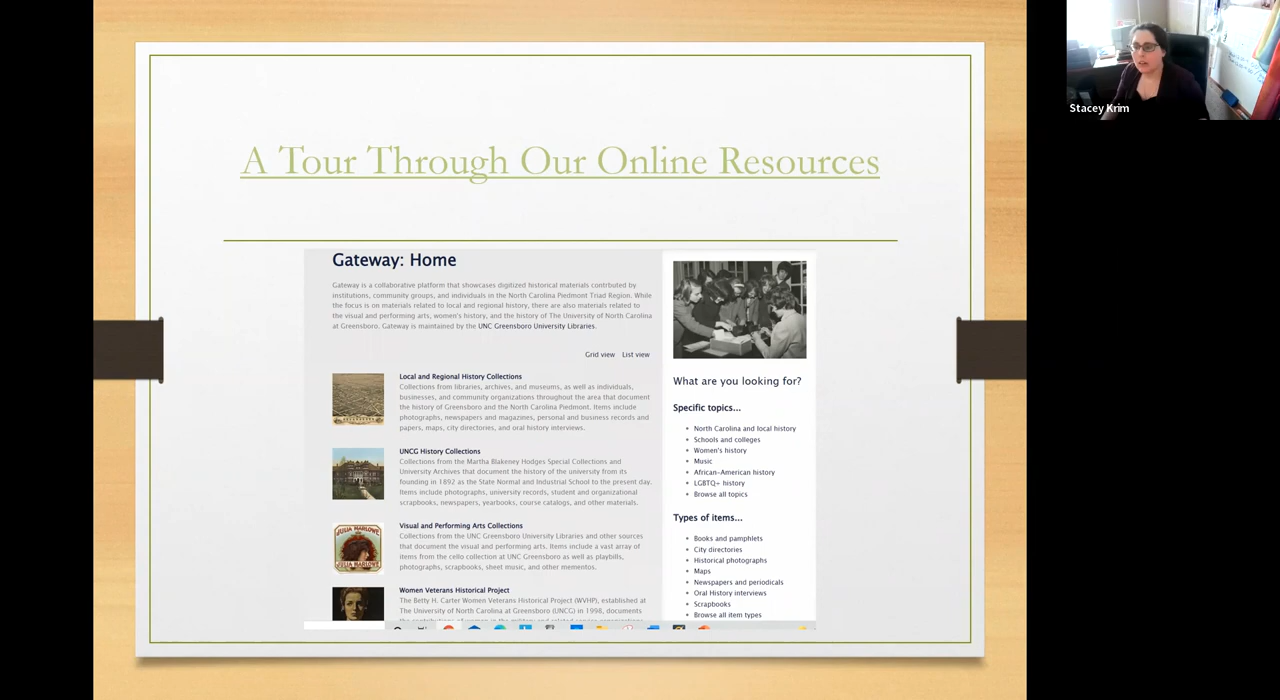 A Tour Through Our Online Resources
Stacey Krim
Gateway: Home
Gateway is a collaborative platform that showcases digitized historical materials contributed by
institutions, community groups, and individuals in the North Carolina Piedmont Triad Region. While
the focus is on materials related to local and regional history, there are also materials related to
the visual and performing arts, women's history, and the history of The University of North Carolina
at Greensboro. Gateway is maintained by the UNC Greensboro University Libraries.
Grid view List view
Local and Regional History Collections
Collections from libraries, archives, and museums, as well as individuals,
businesses, and community organizations throughout the area that document
the history of Greensboro and the North Carolina Piedmont. Items include
photographs, newspapers and magazines, personal and business records and
papers, maps, city directories, and oral history interviews.
UNCG History Collections
Collections from the Martha Blakeney Hodges Special Collections and
University Archives that document the history of the university from its
founding in 1892 as the State Normal and Industrial School to the present day.
Items include photographs, university records, student and organizational
scrapbooks, newspapers, yearbooks, course catalogs, and other materials.
JULIA MARLOWE
JULIA MARLOWE
Visual and Performing Arts Collections
Collections from the UNC Greensboro University Libraries and other sources
that document the visual and performing arts. Items include a vast array of
items from the cello collection at UNC Greensboro as well as playbills,
photographs, scrapbooks, sheet music, and other mementos.
Women Veterans Historical Project
The Betty H. Carter Women Veterans Historical Project (WVHP), established at
The University of North Carolina at Greensboro (UNCG) in 1998, documents
the contributions of women in the military and related service organizations
What are you looking for?
Specific topics...
North Carolina and local history
Schools and colleges
Women's history
Music
African-American history
LGBTQ+ history
Browse all topics
Types of items...
Books and pamphlets
City directories
Historical photographs
Maps
Newspapers and periodicals
Oral History interviews
Scrapbooks
Browse all item types